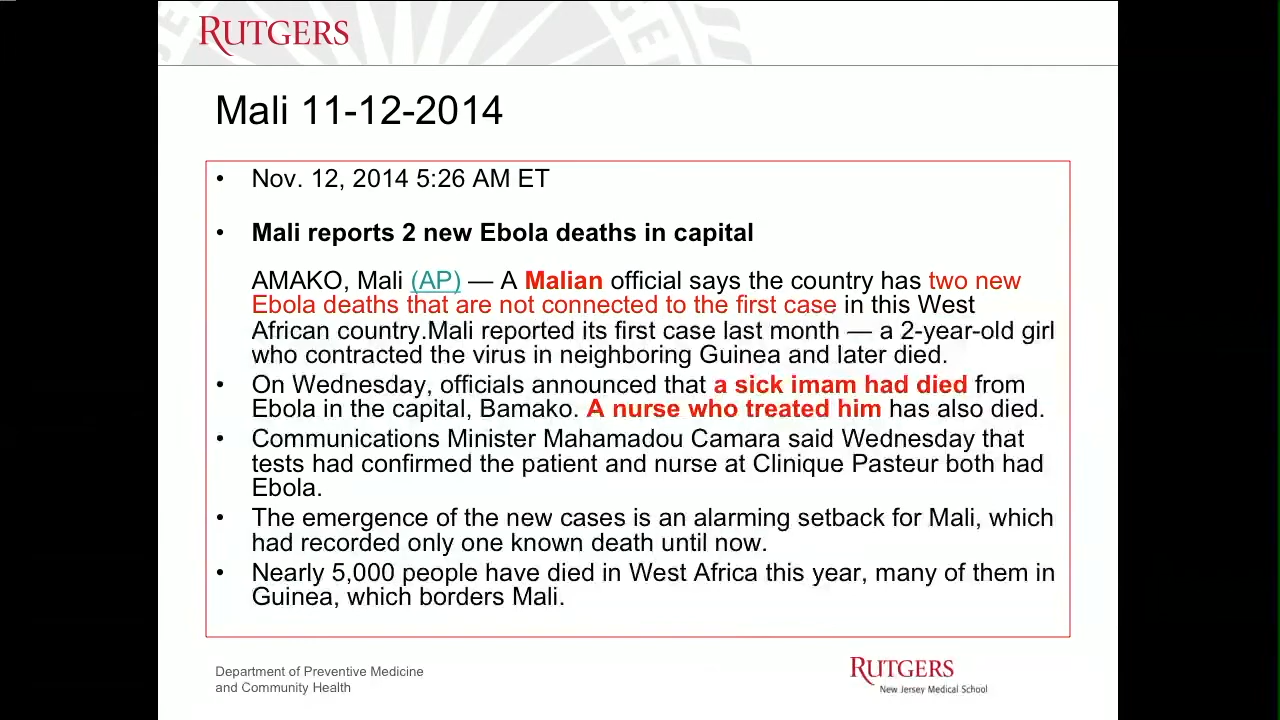 RUTGERS
Mali 11-12-2014
• Nov. 12, 2014 5:26 AM ET
• Mali reports 2 new Ebola deaths in capital
AMAKO, Mali (AP) — A Malian official says the country has two new
Ebola deaths that are not connected to the first case in this West
African country.Mali reported its first case last month — a 2-year-old girl
who contracted the virus in neighboring Guinea and later died.
• On Wednesday, officials announced that a sick imam had died from
Ebola in the capital, Bamako. A nurse who treated him has also died.
• Communications Minister Mahamadou Camara said Wednesday that
tests had confirmed the patient and nurse at Clinique Pasteur both had
Ebola.
• The emergence of the new cases is an alarming setback for Mali, which
had recorded only one known death until now.
• Nearly 5,000 people have died in West Africa this year, many of them in
Guinea, which borders Mali.
Department of Preventive Medicine
and Community Health
RUTGERS
New Jersey Medical School